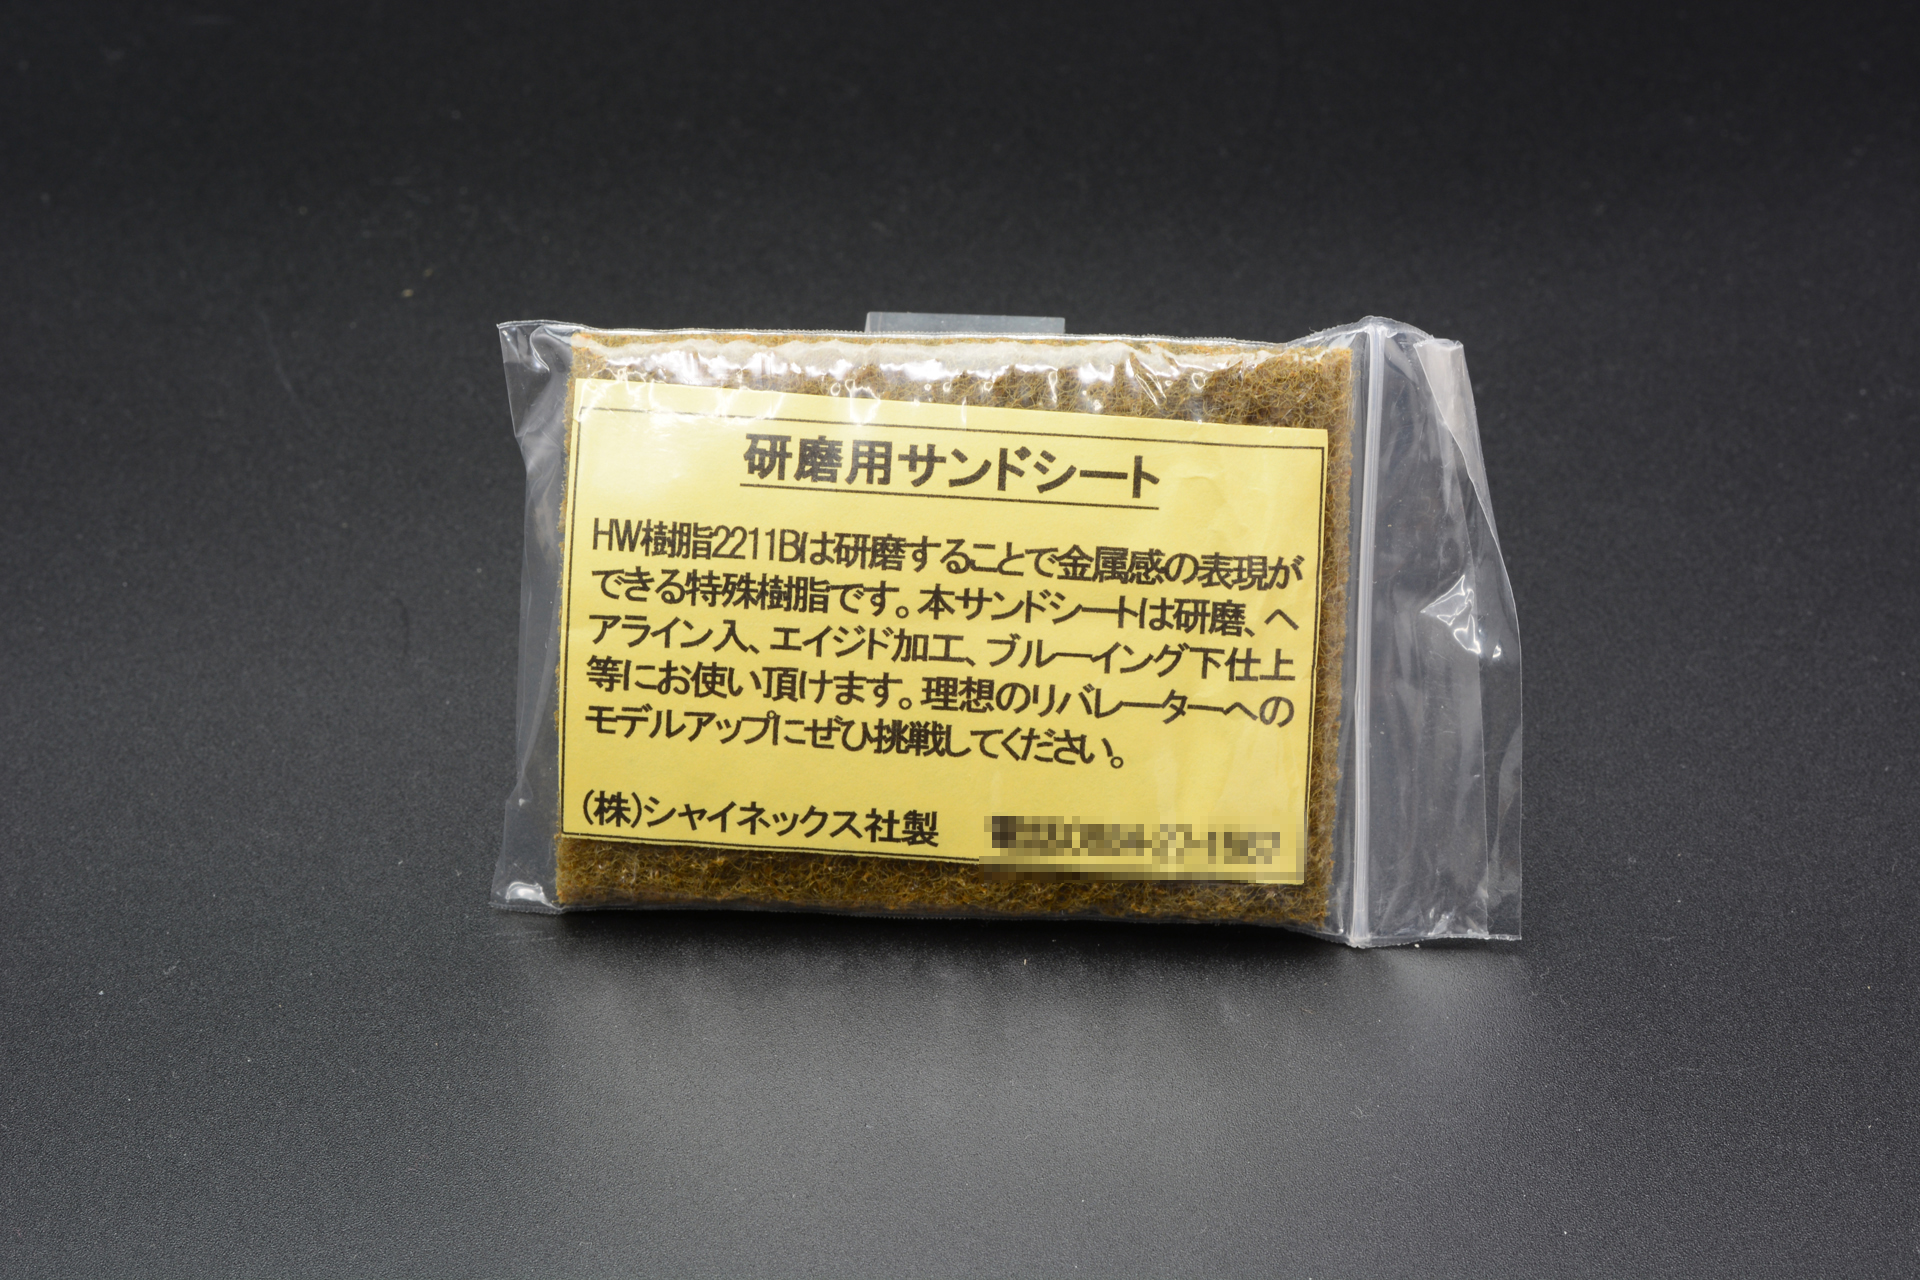 研磨用サンドシート
HW樹脂2211Bは研磨することで金属感の表現が
できる特殊樹脂です。本サンドシートは研磨、ヘ
アライン入、エイジド加工、ブルーイング下仕上
等にお使い頂けます。理想のリバレーターへの
モデルアップにぜひ挑戦してください。
(株)シャイネックス社製